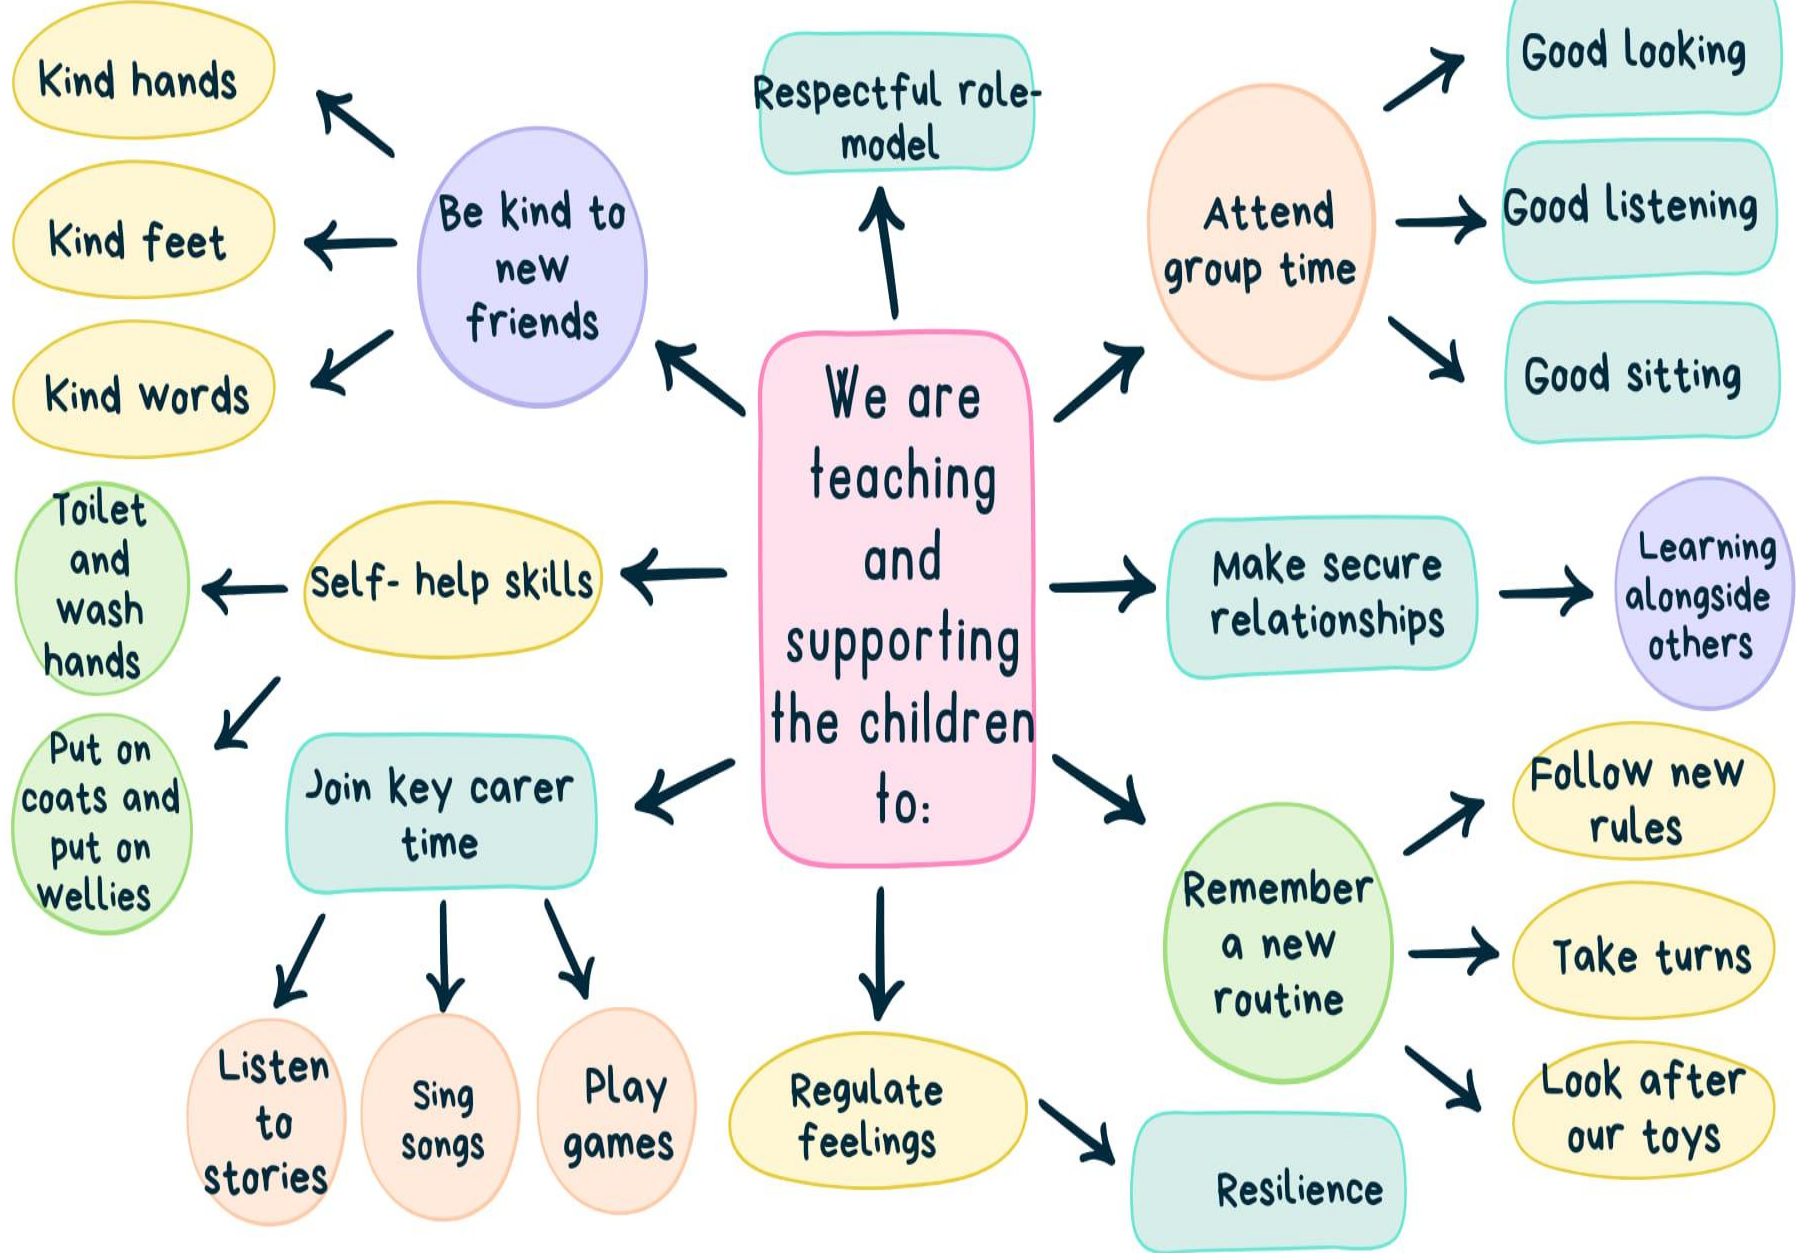 Kind hands
Kind feet
Kind words
Be kind to
new
friends
Respectful role-
model
Attend
group time
Good looking
Good listening
Good sitting
We are
teaching
and
supporting
the children
to:
Toilet
and
wash
hands
Self- help skills
Put on
coats and
put on
wellies
Make secure
relationships
Learning
alongside
others
Join key carer
time
Listen
to
stories
Sing
songs
Play
games
Regulate
feelings
Resilience
Remember
a new
routine
Follow new
rules
Take turns
Look after
our toys